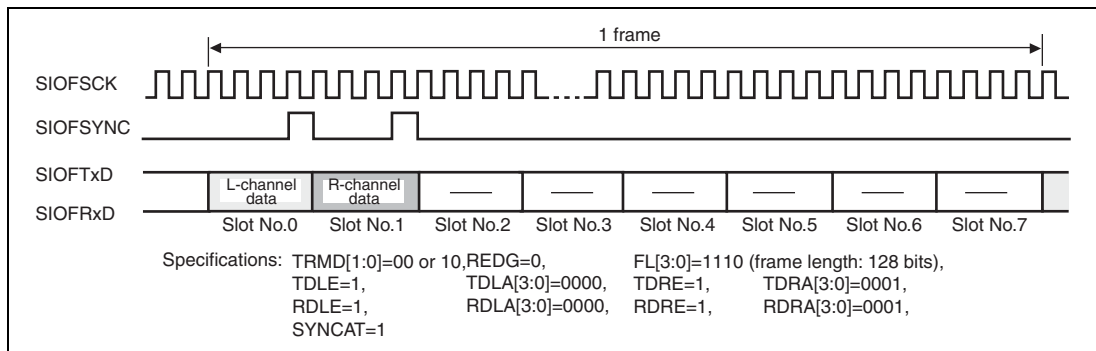 1 frame
SIOFSCK
SIOFSYNC
SIOFTxD
SIOFRxD
L-channel data
R-channel data
Slot No.0 Slot No.1 Slot No.2 Slot No.3 Slot No.4 Slot No.5 Slot No.6 Slot No.7
Specifications: TRMD[1:0]=00 or 10,REDG=0, FL[3:0]=1110 (frame length: 128 bits),
TDLE=1, TDLA[3:0]=0000, TDRE=1, TDRA[3:0]=0001,
RDLE=1, RDLA[3:0]=0000, RDRE=1, RDRA[3:0]=0001,
SYNCAT=1